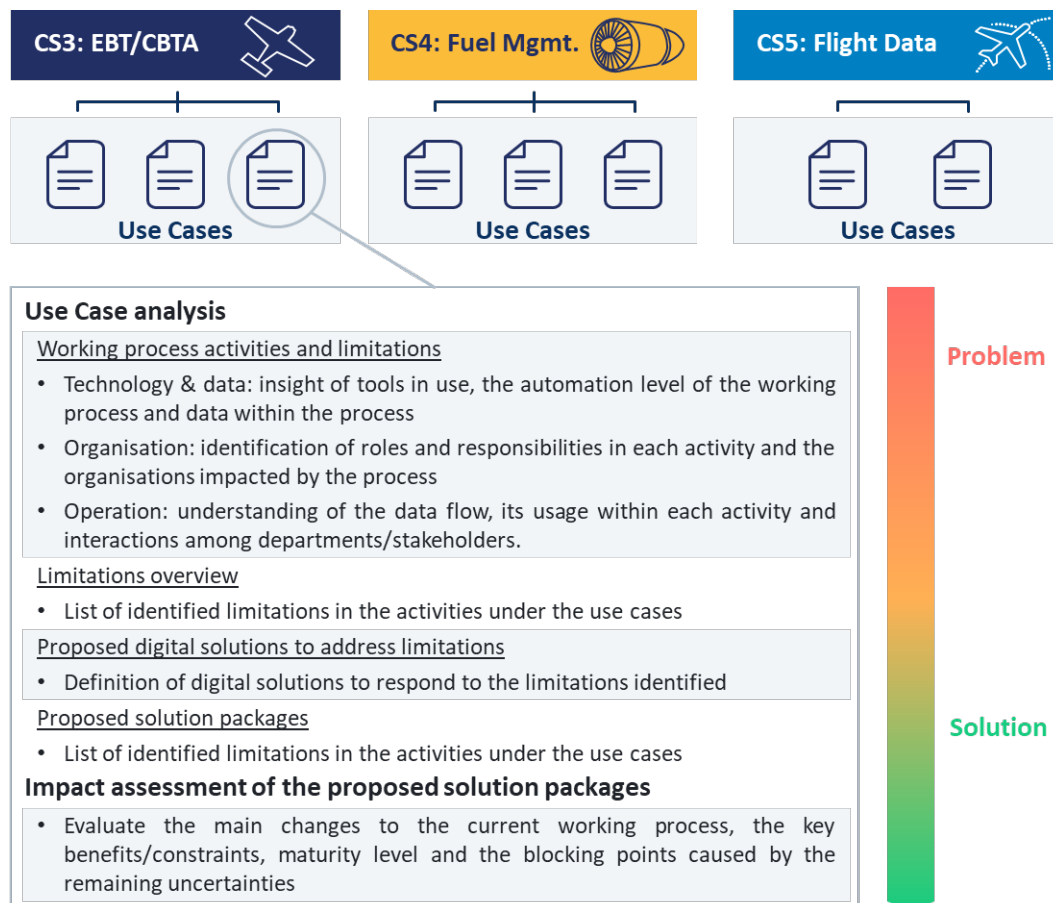 CS3: EBT/CBTA
CS4: Fuel Mgmt.
CS5: Flight Data
Use Cases
Use Cases
Use Cases
Use Case analysis
Working process activities and limitations
• Technology & data: insight of tools in use, the automation level of the working
process and data within the process
• Organisation: identification of roles and responsibilities in each activity and the
organisations impacted by the process
• Operation: understanding of the data flow, its usage within each activity and
interactions among departments/stakeholders.
Limitations overview
• List of identified limitations in the activities under the use cases
Proposed digital solutions to address limitations
• Definition of digital solutions to respond to the limitations identified
Proposed solution packages
• List of identified limitations in the activities under the use cases
Impact assessment of the proposed solution packages
• Evaluate the main changes to the current working process, the key
benefits/constraints, maturity level and the blocking points caused by the
remaining uncertainties
Problem
Solution